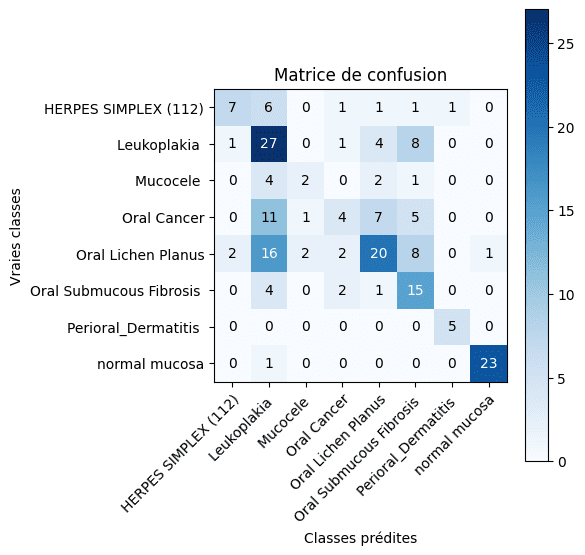 Matrice de confusion
Vraies classes
HERPES SIMPLEX (112) 7 6 0 1 1 1 1 0
Leukoplakia 1 27 0 1 4 8 0 0
Mucocele 0 4 2 0 2 1 0 0
Oral Cancer 0 11 1 4 7 5 0 0
Oral Lichen Planus 2 16 2 2 20 8 0 1
Oral Submucous Fibrosis 0 4 0 2 1 15 0 0
Perioral_Dermatitis 0 0 0 0 0 0 5 0
normal mucosa 0 1 0 0 0 0 0 23
HERPES SIMPLEX (112)
Leukoplakia
Mucocele
Oral Cancer
Oral Lichen Planus
Oral Submucous Fibrosis
Perioral_Dermatitis
normal mucosa
Classes prédites
25
20
15
10
5
0